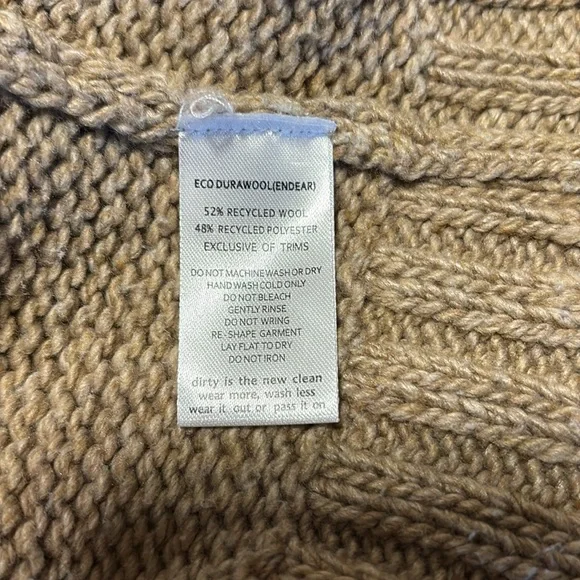 ECO DURAWOOL(ENDEAR)
52% RECYCLED WOOL
48% RECYCLED POLYESTER
EXCLUSIVE OF TRIMS
DO NOT MACHINE WASH OR DRY
HAND WASH COLD ONLY
DO NOT BLEACH
GENTLY RINSE
DO NOT WRING
RE-SHAPE GARMENT
LAY FLAT TO DRY
DO NOT IRON
dirty is the new clean
wear more, wash less
wear it out or pass it on